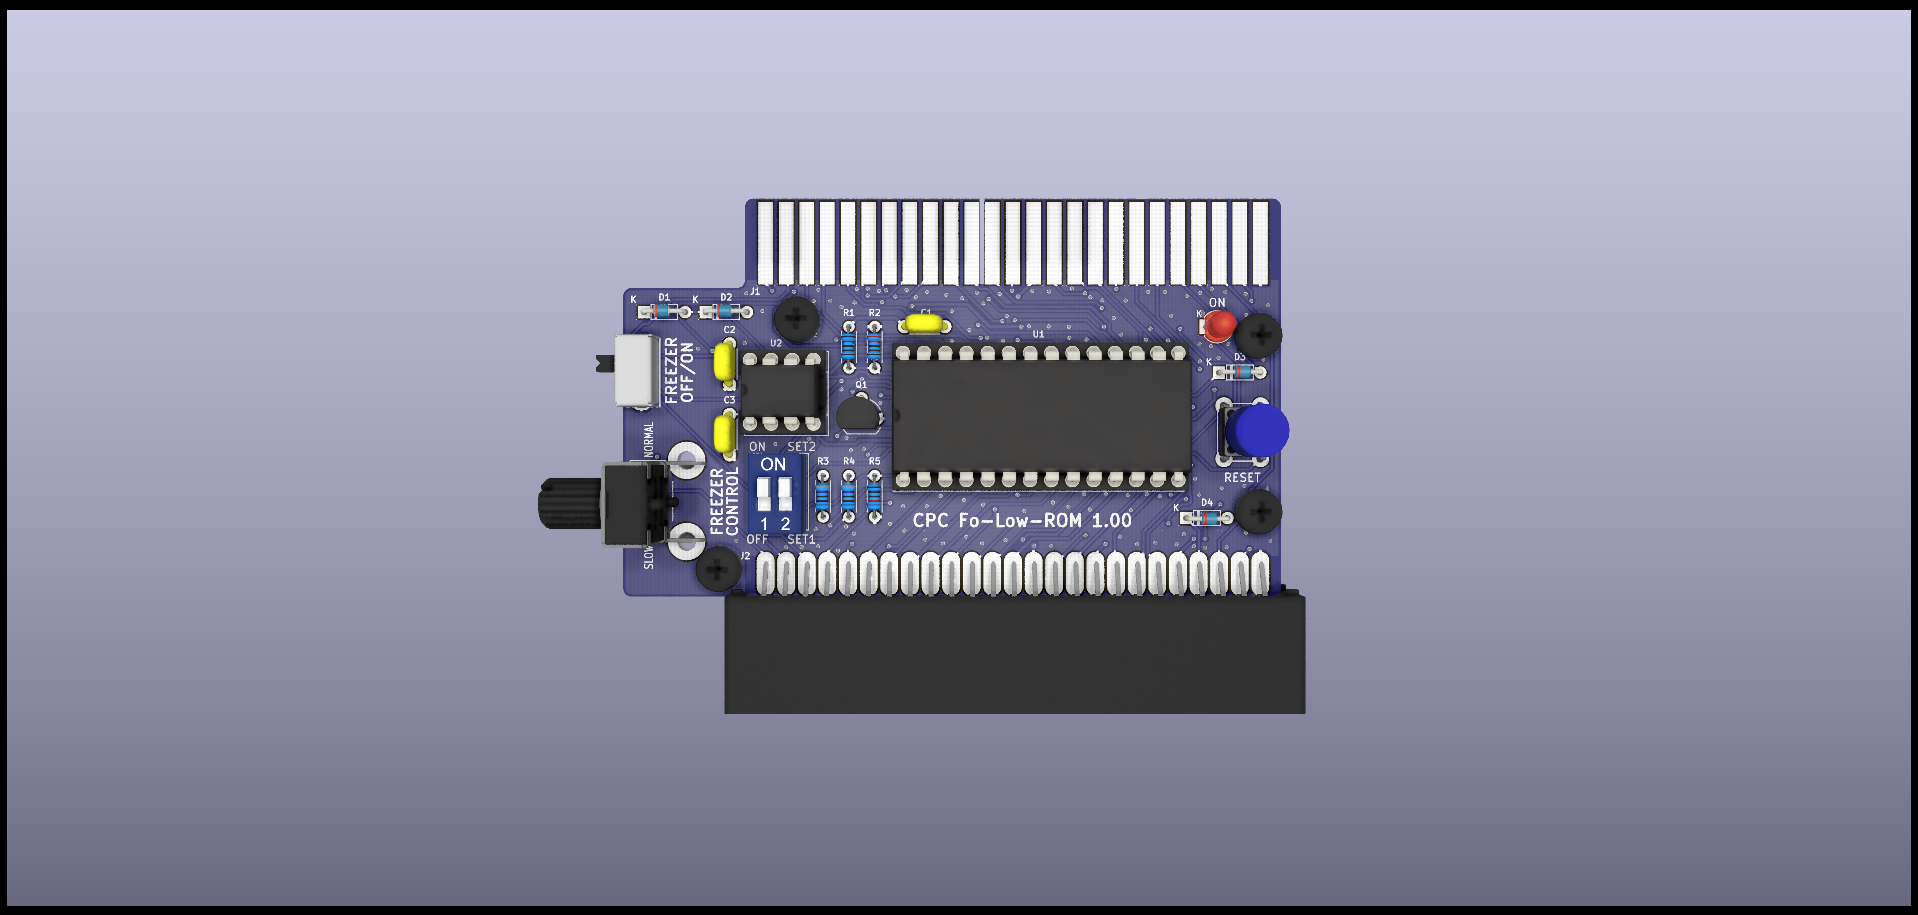 J1
ON
K D1 K D2
K
R1 R2 C1
C2 U2 U1
D3
K
FREEZER
OFF/ON
Q1
C3
NORMAL
ON SET2
ON
1 2
OFF SET1
R3 R4 R5
RESET
FREEZER
CONTROL
D4
K
CPC Fo-Low-ROM 1.00
SLOW
J2